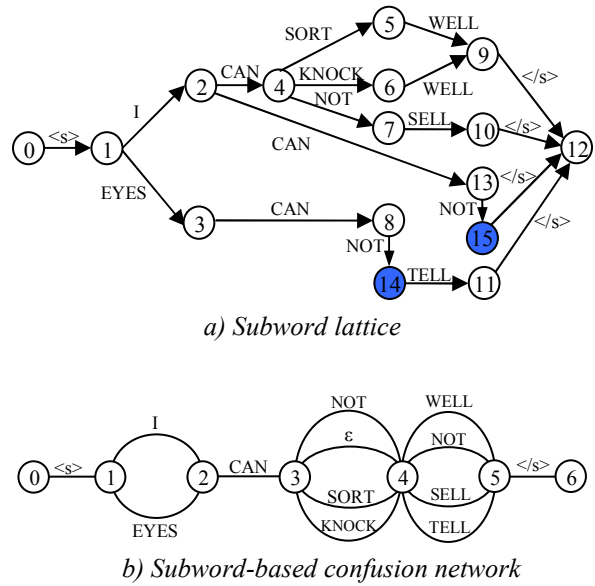 5
SORT
WELL
9
2
CAN
4
KNOCK
6
WELL
</s>
I
NOT
7
SELL
10
</s>
0
<s>
1
CAN
12
EYES
13
</s>
3
CAN
8
NOT
15
</s>
NOT
14
TELL
11
a) Subword lattice
NOT
WELL
I
ε
NOT
0
<s>
1
2
CAN
3
4
5
</s>
6
SORT
SELL
EYES
KNOCK
TELL
b) Subword-based confusion network